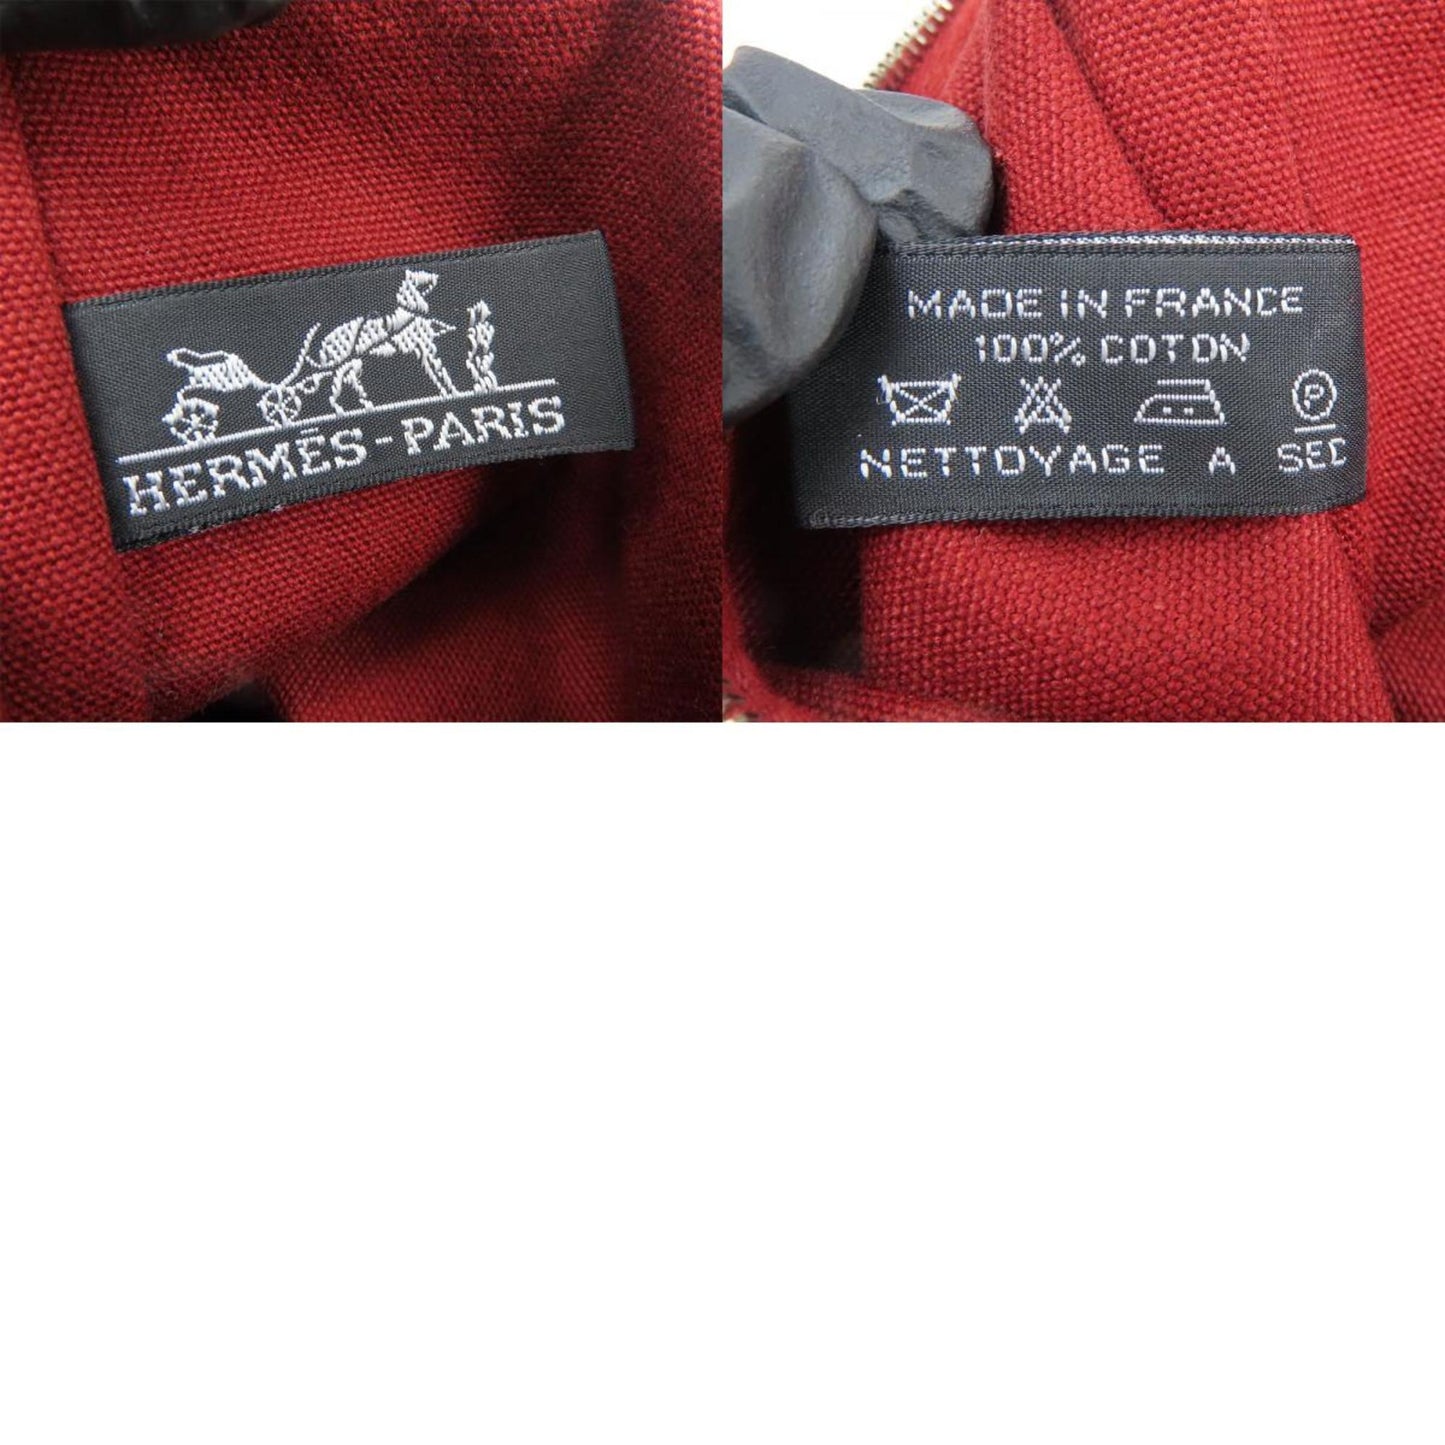 HERMÈS-PARIS
MADE IN FRANCE
100% COTON
P
NETTOYAGE A SEC